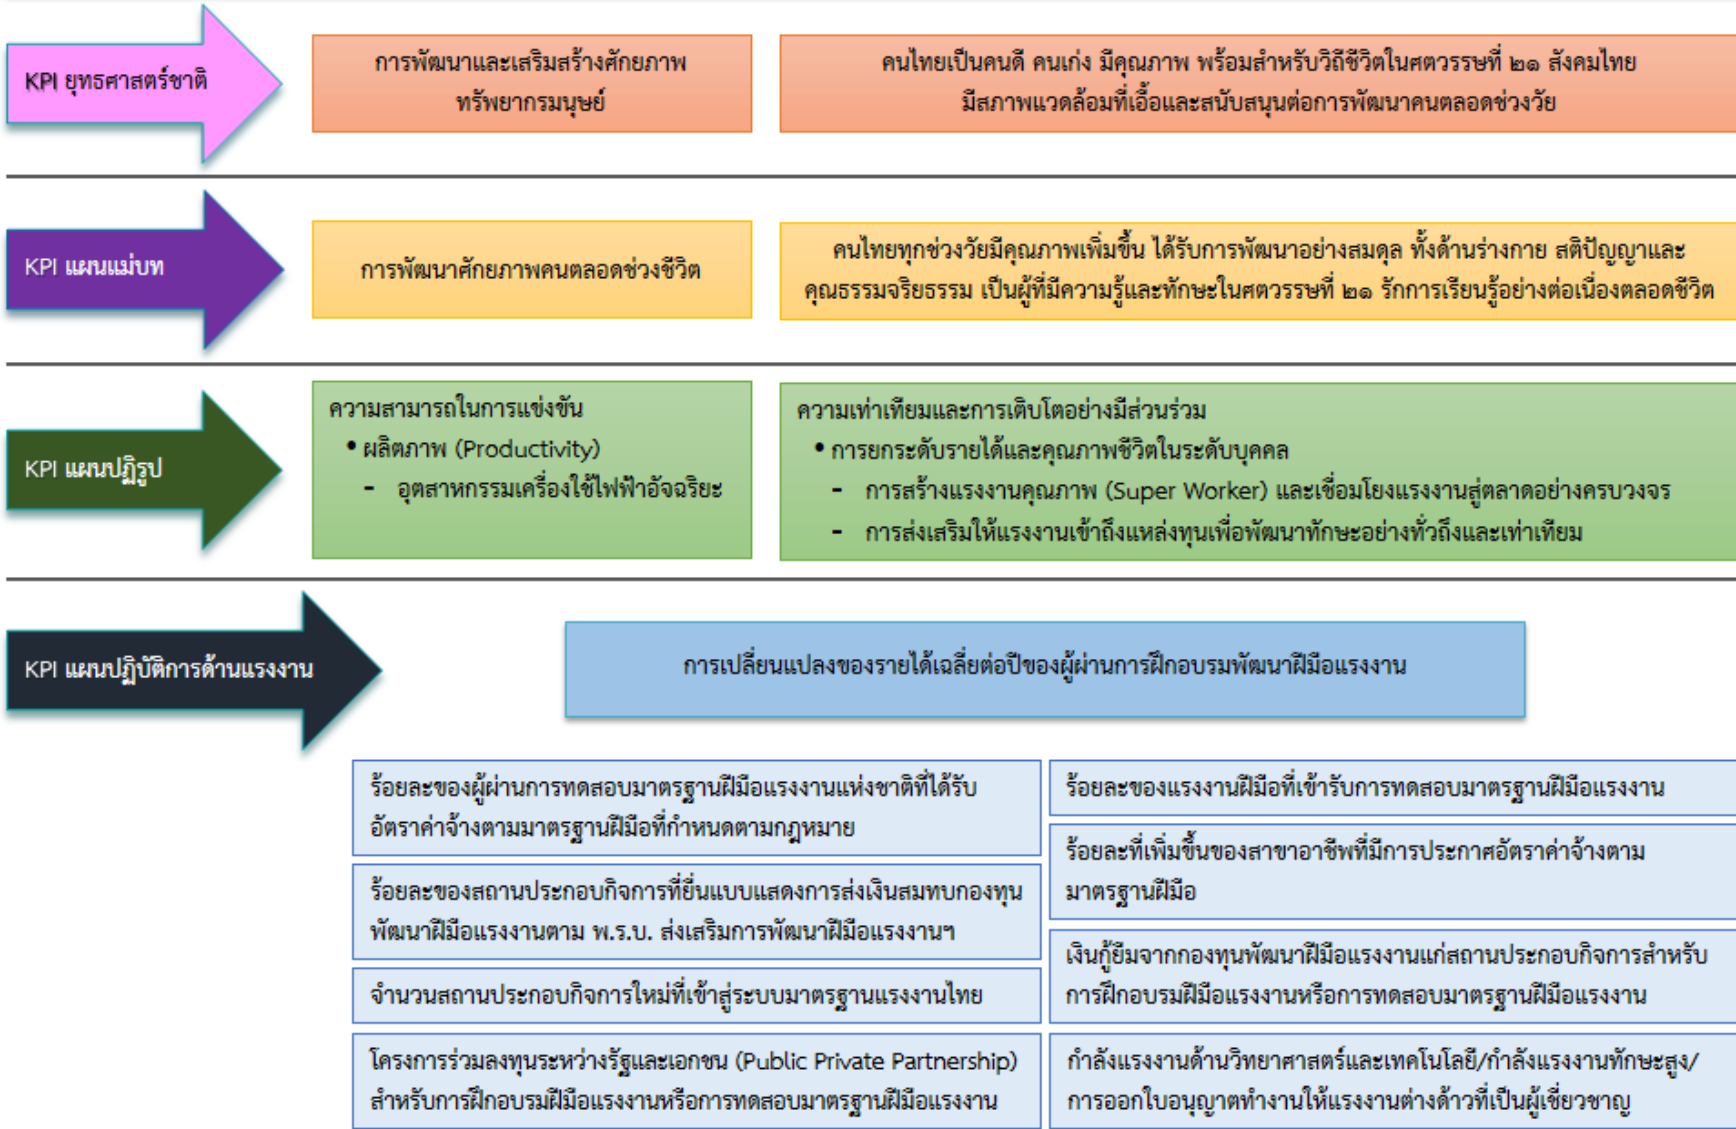 KPI ยุทธศาสตร์ชาติ
การพัฒนาและเสริมสร้างศักยภาพ
ทรัพยากรมนุษย์
คนไทยเป็นคนดี คนเก่ง มีคุณภาพ พร้อมสำหรับวิถีชีวิตในศตวรรษที่ ๒๑ สังคมไทย
มีสภาพแวดล้อมที่เอื้อและสนับสนุนต่อการพัฒนาคนตลอดช่วงวัย
KPI แผนแม่บท
การพัฒนาศักยภาพคนตลอดช่วงชีวิต
คนไทยทุกช่วงวัยมีคุณภาพเพิ่มขึ้น ได้รับการพัฒนาอย่างสมดุล ทั้งด้านร่างกาย สติปัญญาและ
คุณธรรมจริยธรรม เป็นผู้ที่มีความรู้และทักษะในศตวรรษที่ ๒๑ รักการเรียนรู้อย่างต่อเนื่องตลอดชีวิต
KPI แผนปฏิรูป
ความสามารถในการแข่งขัน
• ผลิตภาพ (Productivity)
- อุตสาหกรรมเครื่องใช้ไฟฟ้าอัจฉริยะ
ความเท่าเทียมและการเติบโตอย่างมีส่วนร่วม
• การยกระดับรายได้และคุณภาพชีวิตในระดับบุคคล
- การสร้างแรงงานคุณภาพ (Super Worker) และเชื่อมโยงแรงงานสู่ตลาดอย่างครบวงจร
- การส่งเสริมให้แรงงานเข้าถึงแหล่งทุนเพื่อพัฒนาทักษะอย่างทั่วถึงและเท่าเทียม
KPI แผนปฏิบัติการด้านแรงงาน
การเปลี่ยนแปลงของรายได้เฉลี่ยต่อปีของผู้ผ่านการฝึกอบรมพัฒนาฝีมือแรงงาน
ร้อยละของผู้ผ่านการทดสอบมาตรฐานฝีมือแรงงานแห่งชาติที่ได้รับ
อัตราค่าจ้างตามมาตรฐานฝีมือที่กำหนดตามกฎหมาย
ร้อยละของสถานประกอบกิจการที่ยื่นแบบแสดงการส่งเงินสมทบกองทุน
พัฒนาฝีมือแรงงานตาม พ.ร.บ. ส่งเสริมการพัฒนาฝีมือแรงงานฯ
จำนวนสถานประกอบกิจการใหม่ที่เข้าสู่ระบบมาตรฐานแรงงานไทย
โครงการร่วมลงทุนระหว่างรัฐและเอกชน (Public Private Partnership)
สำหรับการฝึกอบรมฝีมือแรงงานหรือการทดสอบมาตรฐานฝีมือแรงงาน
ร้อยละของแรงงานฝีมือที่เข้ารับการทดสอบมาตรฐานฝีมือแรงงาน
ร้อยละที่เพิ่มขึ้นของสาขาอาชีพที่มีการประกาศอัตราค่าจ้างตาม
มาตรฐานฝีมือ
เงินกู้ยืมจากกองทุนพัฒนาฝีมือแรงงานแก่สถานประกอบกิจการสำหรับ
การฝึกอบรมฝีมือแรงงานหรือการทดสอบมาตรฐานฝีมือแรงงาน
กำลังแรงงานด้านวิทยาศาสตร์และเทคโนโลยี/กำลังแรงงานทักษะสูง/
การออกใบอนุญาตทำงานให้แรงงานต่างด้าวที่เป็นผู้เชี่ยวชาญ